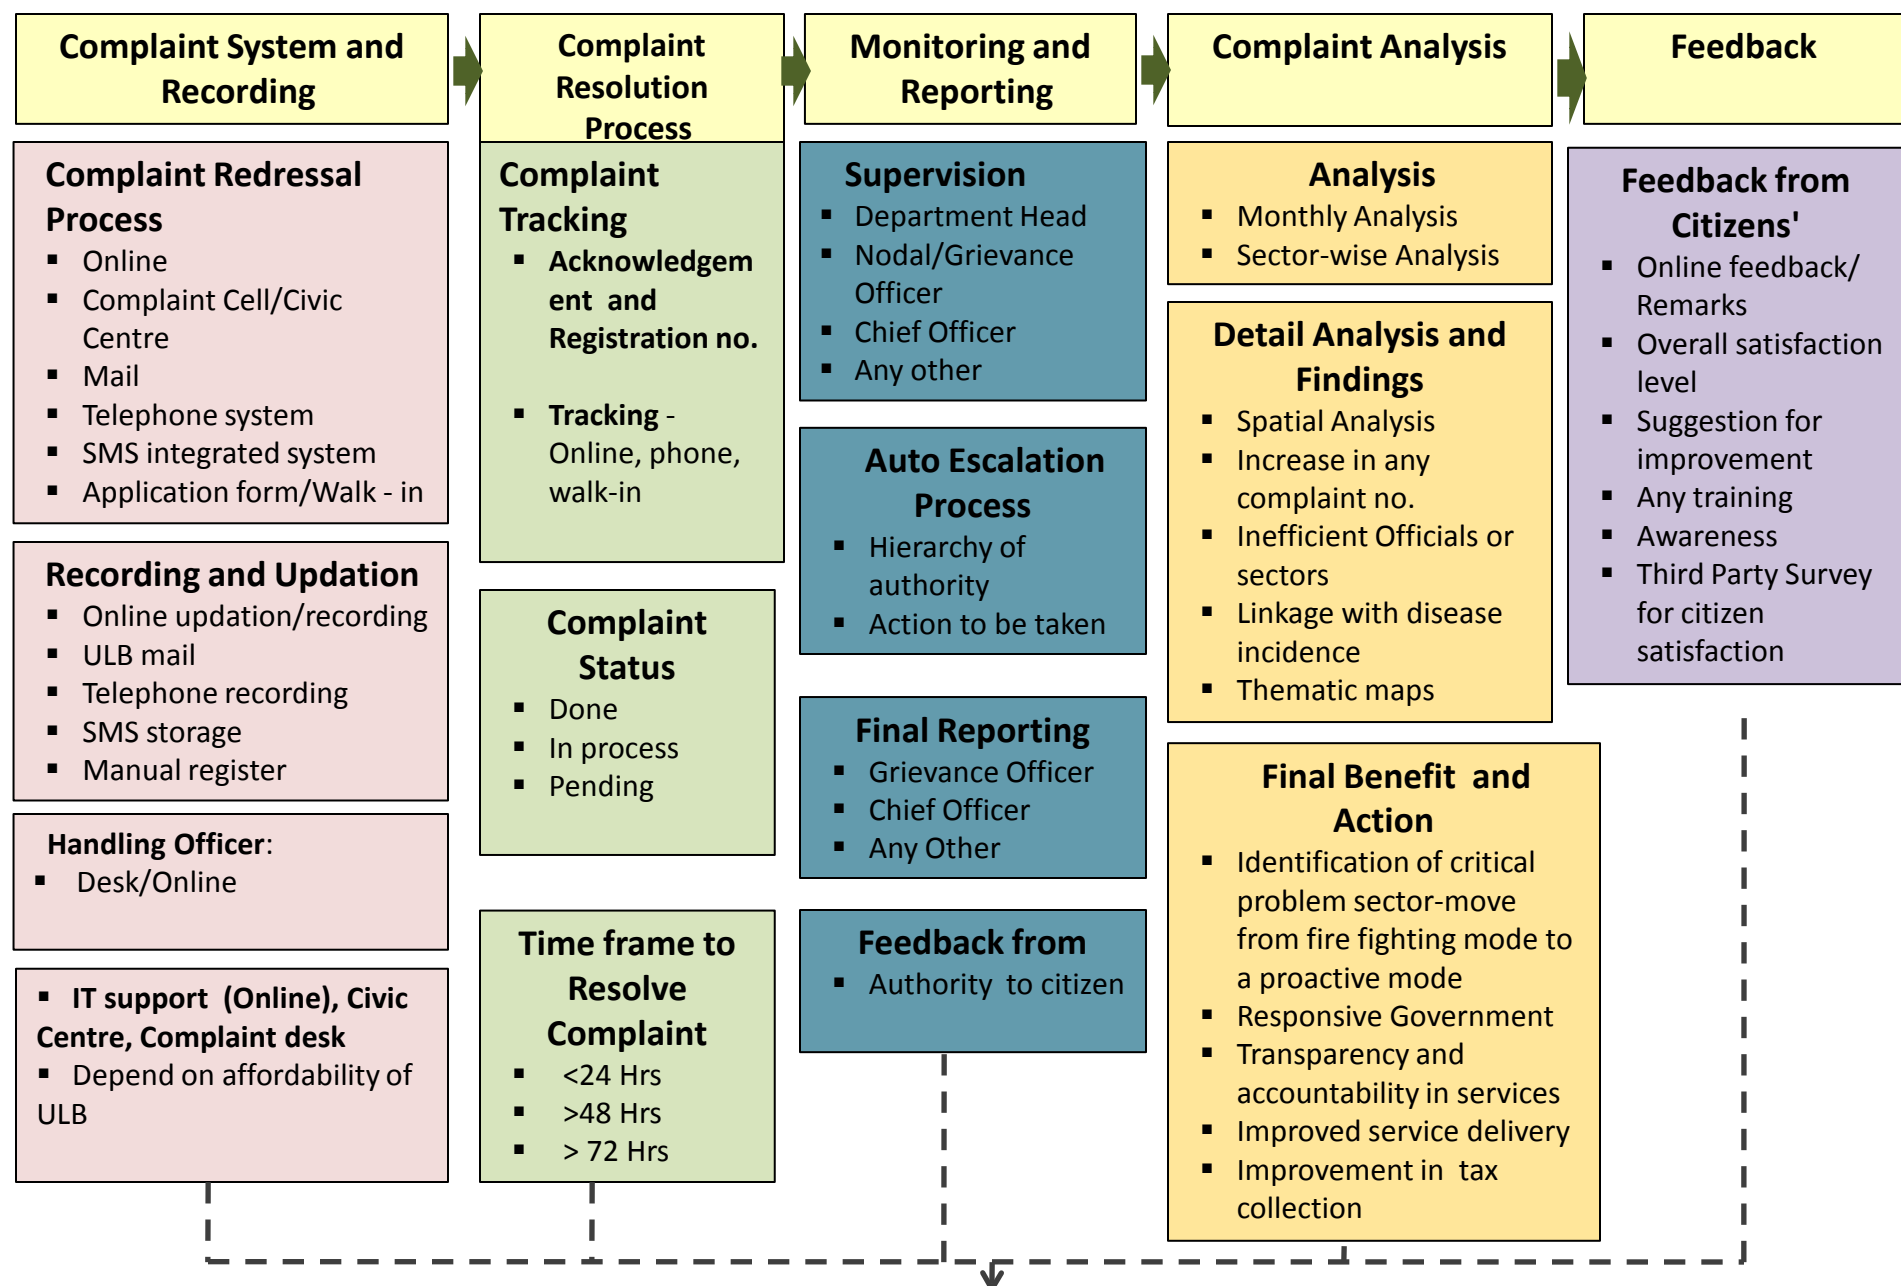 Complaint System and
Recording
Complaint
Resolution
Process
Monitoring and
Reporting
Complaint Analysis
Feedback
Complaint Redressal
Process
▪ Online
▪ Complaint Cell/Civic
Centre
▪ Mail
▪ Telephone system
▪ SMS integrated system
▪ Application form/Walk - in
Recording and Updation
▪ Online updation/recording
▪ ULB mail
▪ Telephone recording
▪ SMS storage
▪ Manual register
Handling Officer:
▪ Desk/Online
▪ IT support (Online), Civic
Centre, Complaint desk
▪ Depend on affordability of
ULB
Complaint
Tracking
▪ Acknowledgem
ent and
Registration no.
▪ Tracking -
Online, phone,
walk-in
Complaint
Status
▪ Done
▪ In process
▪ Pending
Time frame to
Resolve
Complaint
▪ <24 Hrs
▪ >48 Hrs
▪ > 72 Hrs
Supervision
▪ Department Head
▪ Nodal/Grievance
Officer
▪ Chief Officer
▪ Any other
Auto Escalation
Process
▪ Hierarchy of
authority
▪ Action to be taken
Final Reporting
▪ Grievance Officer
▪ Chief Officer
▪ Any Other
Feedback from
▪ Authority to citizen
Analysis
▪ Monthly Analysis
▪ Sector-wise Analysis
Detail Analysis and
Findings
▪ Spatial Analysis
▪ Increase in any
complaint no.
▪ Inefficient Officials or
sectors
▪ Linkage with disease
incidence
▪ Thematic maps
Final Benefit and
Action
▪ Identification of critical
problem sector-move
from fire fighting mode to
a proactive mode
▪ Responsive Government
▪ Transparency and
accountability in services
▪ Improved service delivery
▪ Improvement in tax
collection
Feedback from
Citizens'
▪ Online feedback/
Remarks
▪ Overall satisfaction
level
▪ Suggestion for
improvement
▪ Any training
▪ Awareness
▪ Third Party Survey
for citizen
satisfaction